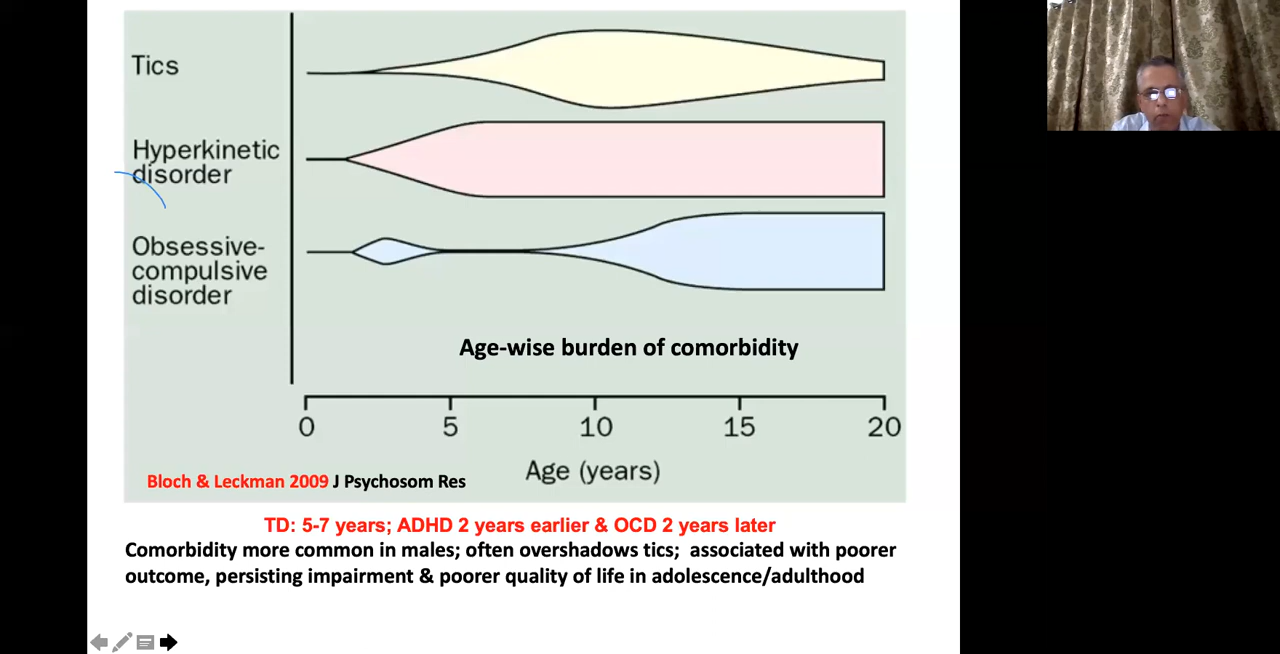 Tics
Hyperkinetic
disorder
Obsessive-
compulsive
disorder
Age-wise burden of comorbidity
0 5 10 15 20
Age (years)
Bloch & Leckman 2009 J Psychosom Res
TD: 5-7 years; ADHD 2 years earlier & OCD 2 years later
Comorbidity more common in males; often overshadows tics; associated with poorer
outcome, persisting impairment & poorer quality of life in adolescence/adulthood